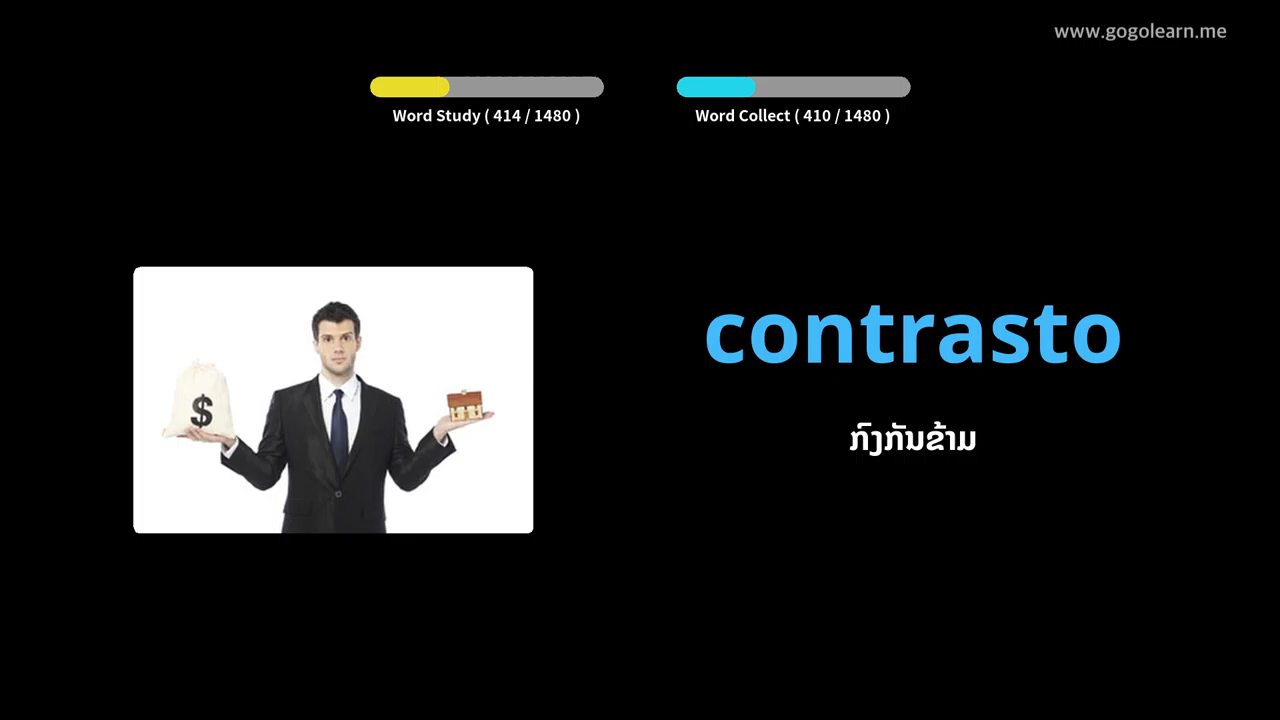 www.gogolearn.me
Word Study ( 414 / 1480 )
Word Collect ( 410 / 1480 )
contrasto
ກົງກັນຂ້າມ
$